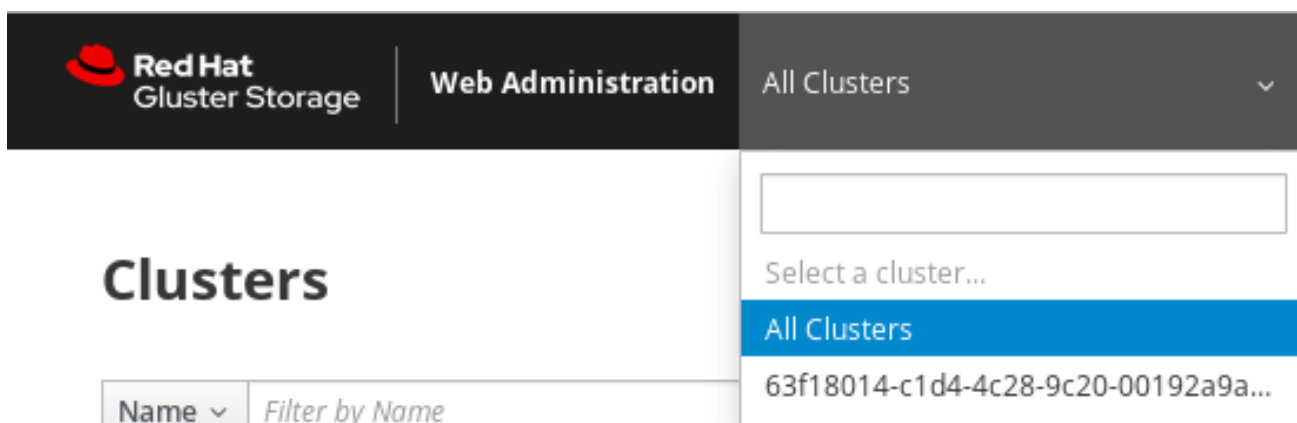 Red Hat
Gluster Storage
Web Administration
All Clusters
Clusters
Select a cluster...
All Clusters
63f18014-c1d4-4c28-9c20-00192a9a...
Name
Filter by Name